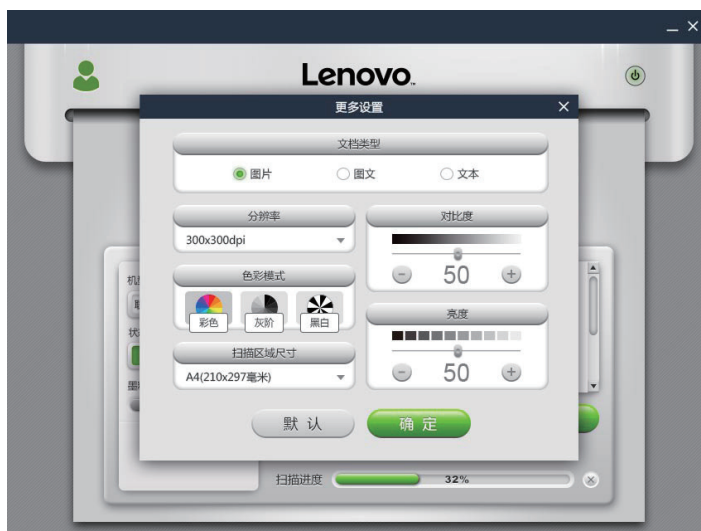 Lenovo
更多设置
文档类型
图片 图文 文本
分辨率
300x300dpi
对比度
50
色彩模式
彩色 灰阶 黑白
亮度
50
扫描区域尺寸
A4(210x297毫米)
默认 确定
扫描进度 32%